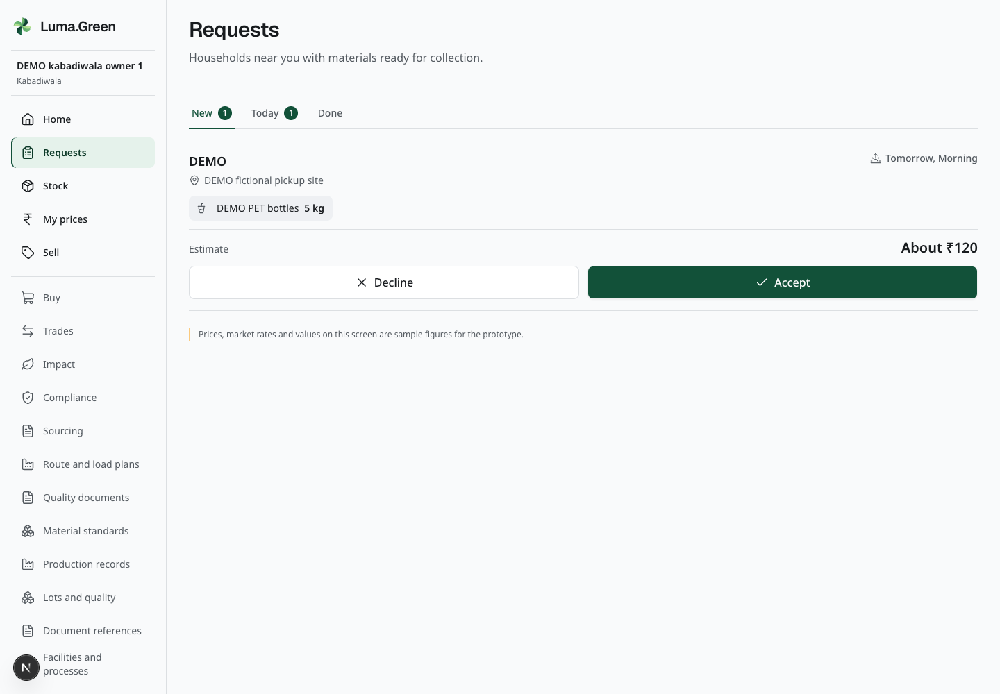 Luma.Green
DEMO kabadiwala owner 1
Kabadiwala
Home
Requests
Stock
My prices
Sell
Buy
Trades
Impact
Compliance
Sourcing
Route and load plans
Quality documents
Material standards
Production records
Lots and quality
Document references
Facilities and
processes
N
Requests
Households near you with materials ready for collection.
New 1 Today 1 Done
DEMO
Tomorrow, Morning
DEMO fictional pickup site
DEMO PET bottles 5 kg
Estimate
About ₹120
Decline
Accept
Prices, market rates and values on this screen are sample figures for the prototype.